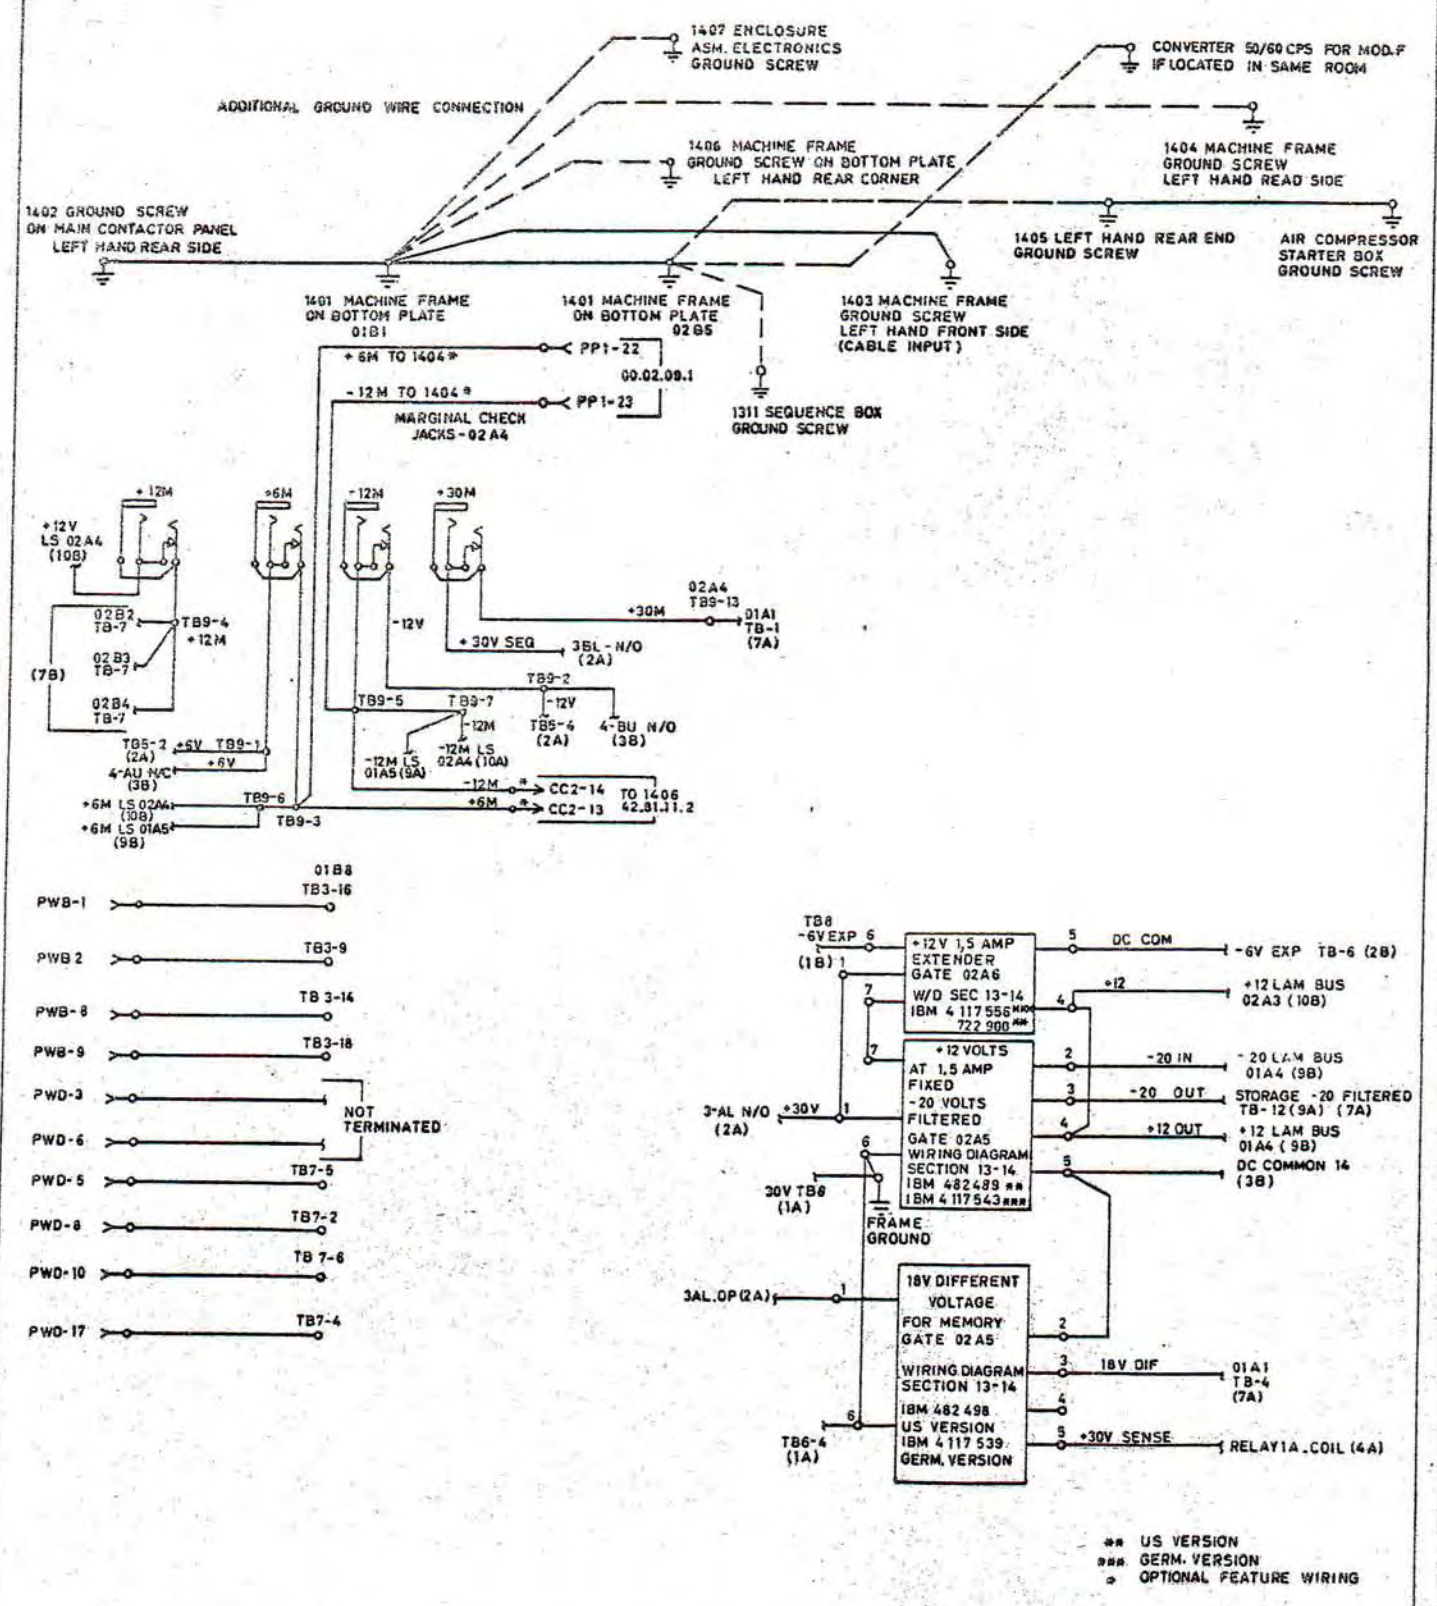 1407 ENCLOSURE
ASM. ELECTRONICS
GROUND SCREW
CONVERTER 50/60 CPS FOR MOD.F
IF LOCATED IN SAME ROOM
ADDITIONAL GROUND WIRE CONNECTION
1406 MACHINE FRAME
GROUND SCREW ON BOTTOM PLATE
LEFT HAND REAR CORNER
1404 MACHINE FRAME
GROUND SCREW
LEFT HAND READ SIDE
1402 GROUND SCREW
ON MAIN CONTACTOR PANEL
LEFT HAND REAR SIDE
1405 LEFT HAND REAR END
GROUND SCREW
AIR COMPRESSOR
STARTER BOX
GROUND SCREW
1401 MACHINE FRAME
ON BOTTOM PLATE
01B1
1401 MACHINE FRAME
ON BOTTOM PLATE
02B5
1403 MACHINE FRAME
GROUND SCREW
LEFT HAND FRONT SIDE
(CABLE INPUT)
+6M TO 1404*
PP1-22
00.02.09.1
-12M TO 1404*
PP1-23
MARGINAL CHECK
JACKS-02A4
1311 SEQUENCE BOX
GROUND SCREW
+12M
+6M
-12M
+30M
+12V
LS 02A4
(10B)
02B2
TB-7
TB9-4
+12M
02B3
TB-7
(7B)
02B4
TB-7
-12V
+30M
02A4
TB9-13
01A1
TB-1
(7A)
+30V SEQ
3BL-N/O
(2A)
TB9-2
TB9-5
TB9-7
-12M
-12V
TB5-4
(2A)
4-BU N/O
(3B)
-12M LS
01A5(9A)
-12M LS
02A4(10A)
TB5-2
(2A)
+6V
TB9-1
4-AU N/C
(3B)
+6V
+6M LS 02A4
(10B)
TB9-6
+6M LS 01A5
(9B)
TB9-3
-12M
*
CC2-14
+6M
*
CC2-13
TO 1406
42.81.11.2
01B8
PWB-1
TB3-16
PWB 2
TB3-9
PWB-8
TB 3-14
PWB-9
TB3-18
PWD-3
NOT
TERMINATED
PWD-6
PWD-5
TB7-5
PWD-8
TB7-2
PWD-10
TB 7-6
PWD-17
TB7-4
TB8
-6V EXP
6
(1B)
1
+12V 1,5 AMP
EXTENDER
GATE 02A6
W/D SEC 13-14
IBM 4 117 556***
722 900**
5
DC COM
-6V EXP TB-6 (2B)
+12
+12 LAM BUS
02A3 (10B)
4
7
7
+12 VOLTS
AT 1,5 AMP
FIXED
-20 VOLTS
FILTERED
GATE 02A5
WIRING DIAGRAM
SECTION 13-14
IBM 482489 **
IBM 4 117543***
2
-20 IN
-20 LAM BUS
01A4 (9B)
3
-20 OUT
STORAGE -20 FILTERED
TB-12(9A) (7A)
4
+12 OUT
+12 LAM BUS
01A4 (9B)
5
DC COMMON 14
(3B)
3-AL N/O
(2A)
+30V
1
6
30V TB6
(1A)
FRAME
GROUND
3AL.OP(2A)
1
18V DIFFERENT
VOLTAGE
FOR MEMORY
GATE 02A5
WIRING DIAGRAM
SECTION 13-14
IBM 482 498
US VERSION
IBM 4 117 539
GERM. VERSION
2
3
18V DIF
01A1
TB-4
(7A)
4
5
+30V SENSE
RELAY1A.COIL (4A)
6
TB6-4
(1A)
** US VERSION
*** GERM. VERSION
* OPTIONAL FEATURE WIRING